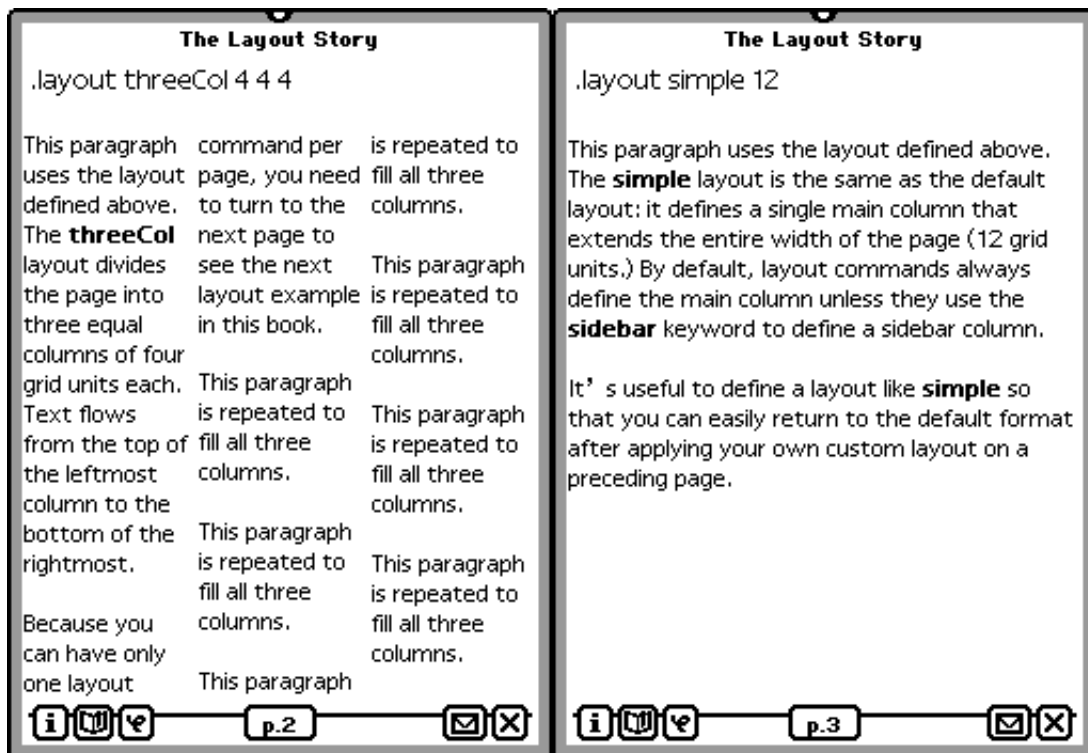 The Layout Story
.layout threeCol 4 4 4
This paragraph
uses the layout
defined above.
The threeCol
layout divides
the page into
three equal
columns of four
grid units each.
Text flows
from the top of
the leftmost
column to the
bottom of the
rightmost.
Because you
can have only
one layout
command per
page, you need
to turn to the
next page to
see the next
layout example
in this book.
This paragraph
is repeated to
fill all three
columns.
This paragraph
is repeated to
fill all three
columns.
This paragraph
is repeated to
fill all three
columns.
This paragraph
is repeated to
fill all three
columns.
This paragraph
is repeated to
fill all three
columns.
This paragraph
is repeated to
fill all three
columns.
p.2
The Layout Story
.layout simple 12
This paragraph uses the layout defined above.
The simple layout is the same as the default
layout: it defines a single main column that
extends the entire width of the page (12 grid
units.) By default, layout commands always
define the main column unless they use the
sidebar keyword to define a sidebar column.
It’s useful to define a layout like simple so
that you can easily return to the default format
after applying your own custom layout on a
preceding page.
p.3